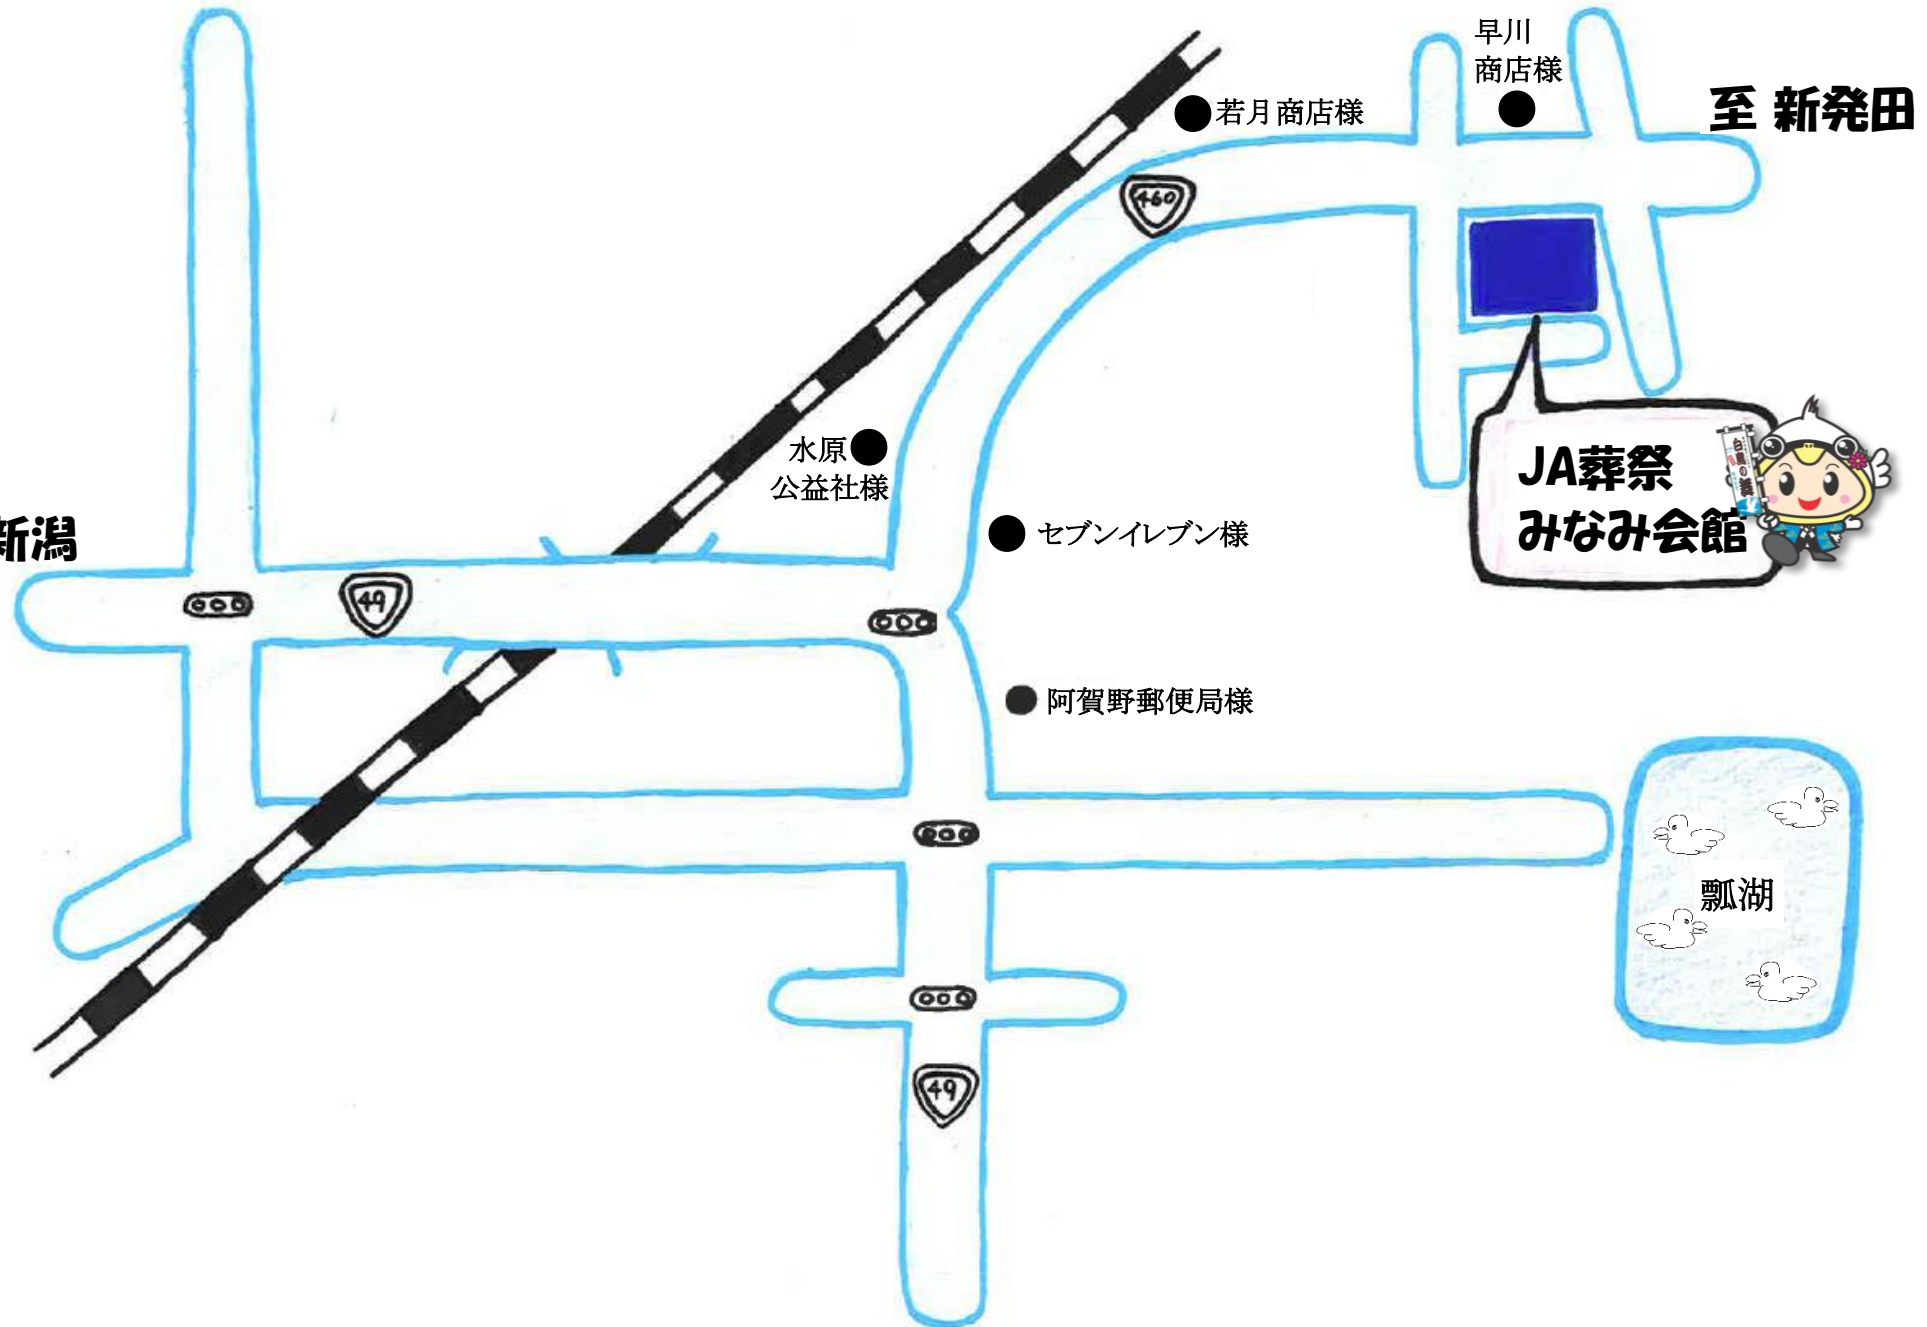 早川
商店様
至 新発田
若月商店様
460
水原
公益社様
JA葬祭
みなみ会館
セブンイレブン様
新潟
49
阿賀野郵便局様
瓢湖
49